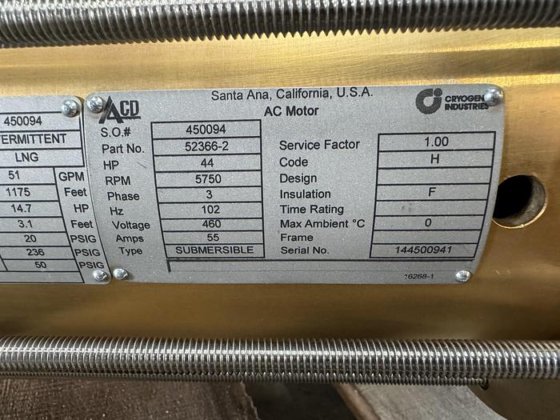 450094
TERMITTENT
LNG
51 GPM
1175 Feet
14.7 HP
3.1 Feet
20 PSIG
236 PSIG
50 PSIG
ACD
Santa Ana, California, U.S.A.
AC Motor
CRYOGENIC
INDUSTRIES
S.O.# 450094
Part No. 52366-2
HP 44
RPM 5750
Phase 3
Hz 102
Voltage 460
Amps 55
Type SUBMERSIBLE
Service Factor 1.00
Code H
Design
Insulation F
Time Rating
Max Ambient °C 0
Frame
Serial No. 144500941
16268-1